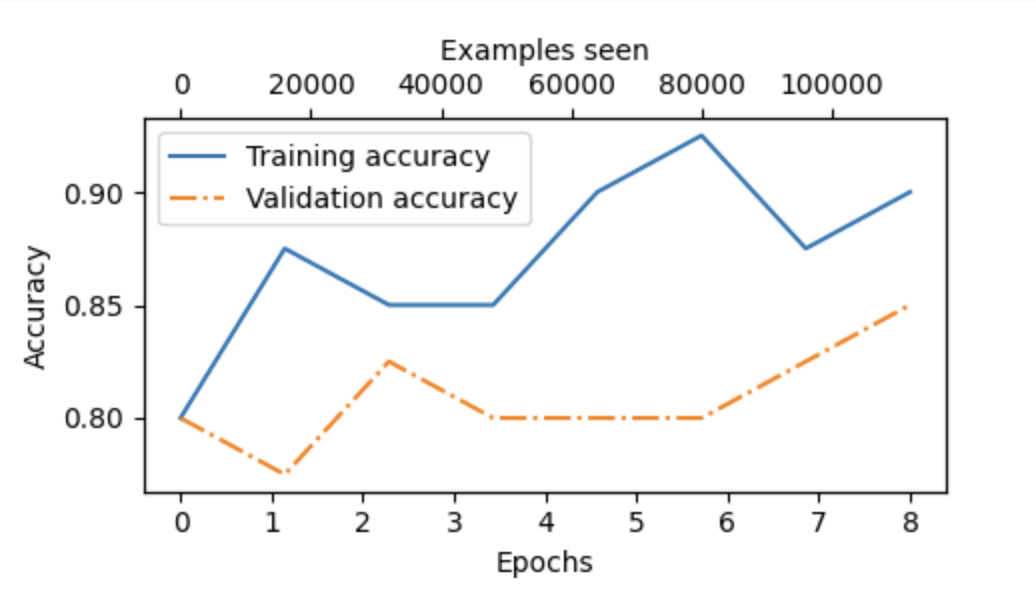 Examples seen
0 20000 40000 60000 80000 100000
Training accuracy
Validation accuracy
0.90
0.85
0.80
Accuracy
0 1 2 3 4 5 6 7 8
Epochs